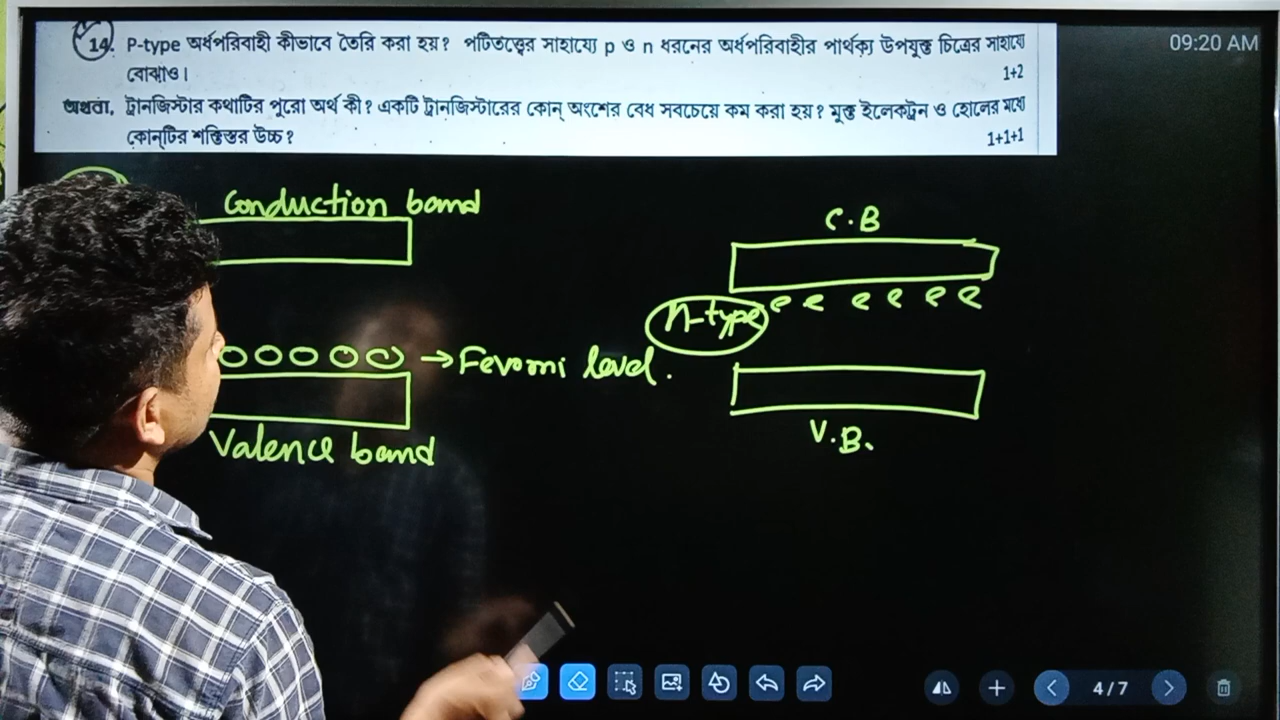 09:20 AM
14. P-type অর্ধপরিবাহী কীভাবে তৈরি করা হয়? পটিতত্ত্বের সাহায্যে p ও n ধরনের অর্ধপরিবাহীর পার্থক্য উপযুক্ত চিত্রের সাহায্যে
বোঝাও। 1+2
অথবা, ট্রানজিস্টার কথাটির পুরো অর্থ কী? একটি ট্রানজিস্টারের কোন্ অংশের বেধ সবচেয়ে কম করা হয়? মুক্ত ইলেকট্রন ও হোলের মধ্যে
কোন্‌টির শক্তিস্তর উচ্চ? 1+1+1
Conduction band
C.B
e e e e e e
n-type
→ Fermi level.
Valence band
V.B.
4/7